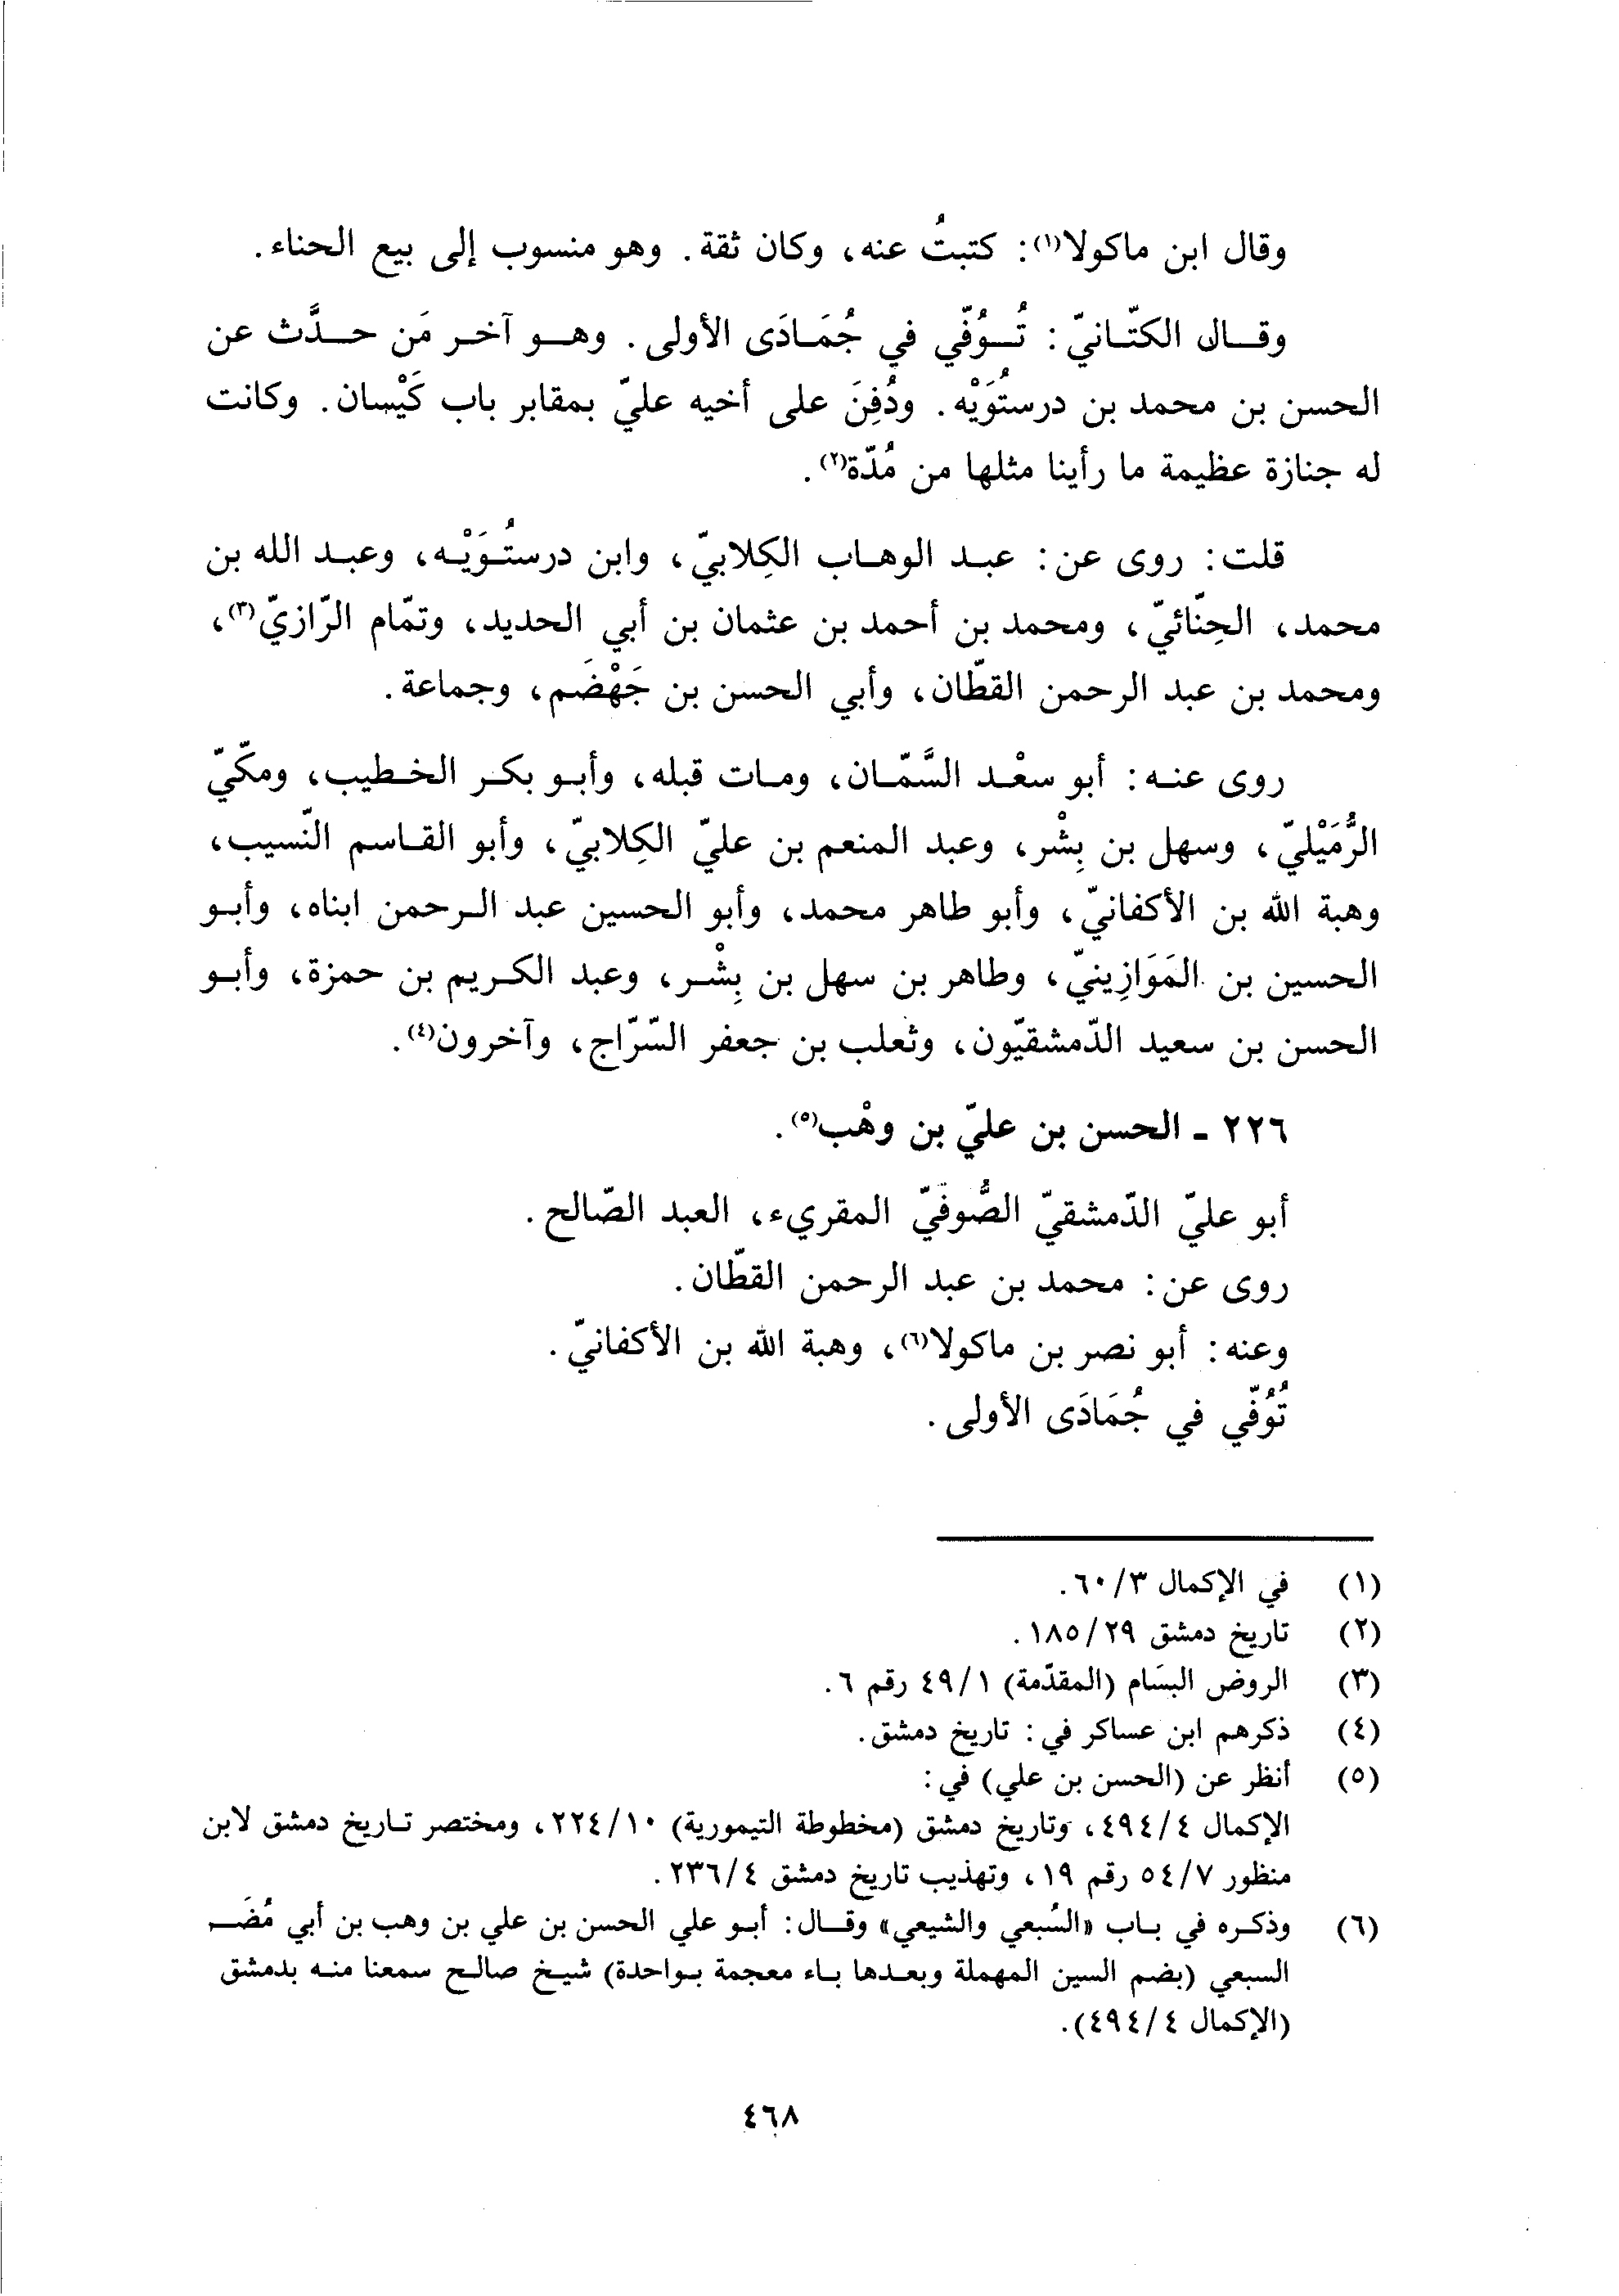 وقال ابن ماكولا(١): كتبتُ عنه، وكان ثقة. وهو منسوب إلى بيع الحناء.
وقال الكتّانيّ: تُوُفّي في جُمَادَى الأولى. وهو آخر مَن حدَّث عن
الحسن بن محمد بن درستُوَيْه. ودُفِنَ على أخيه عليّ بمقابر باب كَيْسان. وكانت
له جنازة عظيمة ما رأينا مثلها من مُدّة(٢).
قلت: روى عن: عبد الوهاب الكِلابيّ، وابن درستُوَيْه، وعبد الله بن
محمد، الحِنّائيّ، ومحمد بن أحمد بن عثمان بن أبي الحديد، وتمّام الرّازيّ(٣)،
ومحمد بن عبد الرحمن القطّان، وأبي الحسن بن جَهْضَم، وجماعة.
روى عنه: أبو سعْد السَّمّان، ومات قبله، وأبو بكر الخطيب، ومكّيّ
الرُّمَيْليّ، وسهل بن بِشْر، وعبد المنعم بن عليّ الكِلابيّ، وأبو القاسم النّسيب،
وهبة الله بن الأكفانيّ، وأبو طاهر محمد، وأبو الحسين عبد الرحمن ابناه، وأبو
الحسين بن المَوَازِينيّ، وطاهر بن سهل بن بِشْر، وعبد الكريم بن حمزة، وأبو
الحسن بن سعيد الدّمشقيّون، وثعلب بن جعفر السّرّاج، وآخرون(٤).
٢٢٦ - الحسن بن عليّ بن وهْب(٥).
أبو عليّ الدّمشقيّ الصُّوفيّ المقريء، العبد الصّالح.
روى عن: محمد بن عبد الرحمن القطّان.
وعنه: أبو نصر بن ماكولا(٦)، وهبة الله بن الأكفانيّ.
تُوُفّي في جُمَادَى الأولى.
(١) في الإكمال ٣/٦٠.
(٢) تاريخ دمشق ٢٩/١٨٥.
(٣) الروض البسّام (المقدّمة) ١/٤٩ رقم ٦.
(٤) ذكرهم ابن عساكر في: تاريخ دمشق.
(٥) أنظر عن (الحسن بن علي) في:
الإكمال ٤/٤٩٤، وتاريخ دمشق (مخطوطة التيمورية) ١٠/٢٢٤، ومختصر تاريخ دمشق لابن
منظور ٧/٥٤ رقم ١٩، وتهذيب تاريخ دمشق ٤/٢٣٦.
(٦) وذكره في باب «السُبعي والشيعي» وقال: أبو علي الحسن بن علي بن وهب بن أبي مُضَر
السبعي (بضم السين المهملة وبعدها باء معجمة بواحدة) شيخ صالح سمعنا منه بدمشق
(الإكمال ٤/٤٩٤).
٤٦٨